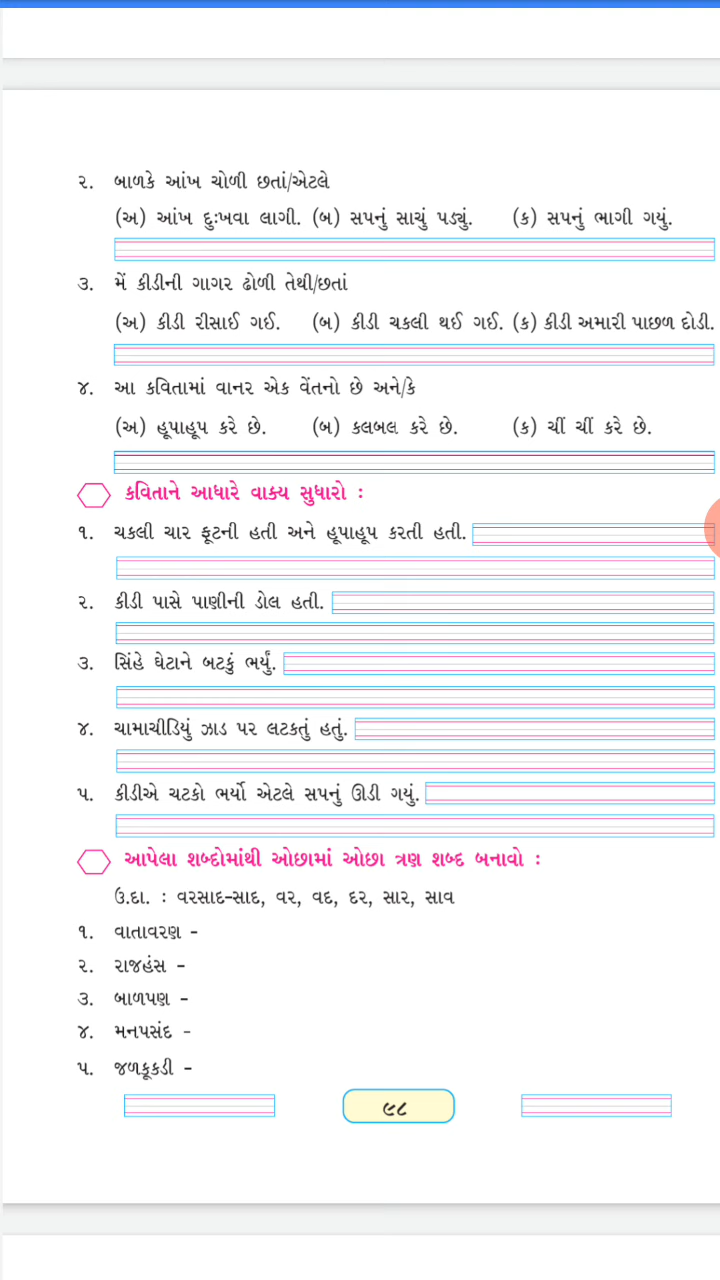 ૨. બાળકે આંખ ચોળી છતાં/એટલે
(અ) આંખ દુઃખવા લાગી. (બ) સપનું સાચું પડ્યું. (ક) સપનું ભાગી ગયું.
૩. મેં કીડીની ગાગર ઢોળી તેથી/છતાં
(અ) કીડી રીસાઈ ગઈ. (બ) કીડી ચકલી થઈ ગઈ. (ક) કીડી અમારી પાછળ દોડી.
૪. આ કવિતામાં વાનર એક વેંતનો છે અને/કે
(અ) હૂપાહૂપ કરે છે. (બ) કલબલ કરે છે. (ક) ચીં ચીં કરે છે.
કવિતાને આધારે વાક્ય સુધારો :
૧. ચકલી ચાર ફૂટની હતી અને હૂપાહૂપ કરતી હતી.
૨. કીડી પાસે પાણીની ડોલ હતી.
૩. સિંહે ઘેટાને બટકું ભર્યું.
૪. ચામાચીડિયું ઝાડ પર લટકતું હતું.
૫. કીડીએ ચટકો ભર્યો એટલે સપનું ઊડી ગયું.
આપેલા શબ્દોમાંથી ઓછામાં ઓછા ત્રણ શબ્દ બનાવો :
ઉ.દા. : વરસાદ-સાદ, વર, વદ, દર, સાર, સાવ
૧. વાતાવરણ -
૨. રાજહંસ -
૩. બાળપણ -
૪. મનપસંદ -
૫. જળકૂકડી -
૯૮